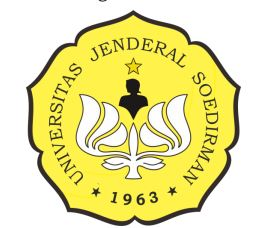 UNIVERSITAS JENDERAL SOEDIRMAN
★ 1963 ★